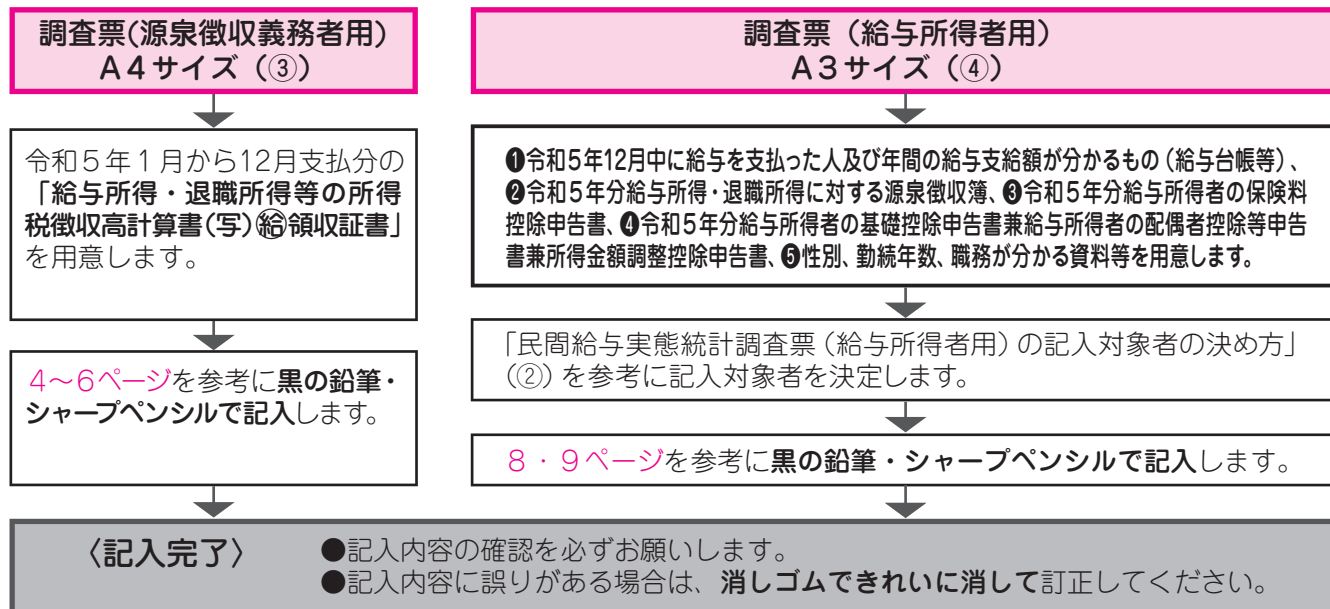 調査票(源泉徴収義務者用)
A4サイズ(③)
令和5年1月から12月支払分の
「給与所得・退職所得等の所得
税徴収高計算書(写)㊉領収証書」
を用意します。
4~6ページを参考に黒の鉛筆・
シャープペンシルで記入します。
調査票(給与所得者用)
A3サイズ(④)
❶令和5年12月中に給与を支払った人及び年間の給与支給額が分かるもの(給与台帳等)、
❷令和5年分給与所得・退職所得に対する源泉徴収簿、❸令和5年分給与所得者の保険料
控除申告書、❹令和5年分給与所得者の基礎控除申告書兼給与所得者の配偶者控除等申告
書兼所得金額調整控除申告書、❺性別、勤続年数、職務が分かる資料等を用意します。
「民間給与実態統計調査票(給与所得者用)の記入対象者の決め方」
(②)を参考に記入対象者を決定します。
8・9ページを参考に黒の鉛筆・シャープペンシルで記入します。
〈記入完了〉
●記入内容の確認を必ずお願いします。
●記入内容に誤りがある場合は、消しゴムできれいに消して訂正してください。